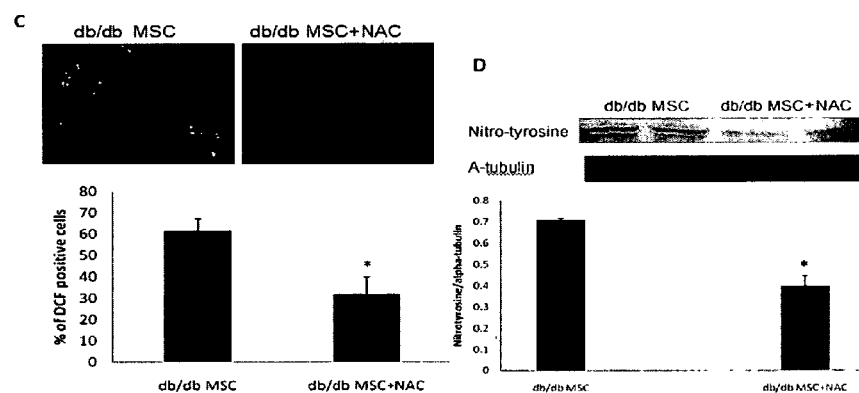 C
db/db MSC
db/db MSC+NAC
80
70
60
50
40
30
20
10
0
% of DCF positive cells
*
db/db MSC
db/db MSC+NAC
D
db/db MSC
db/db MSC+NAC
Nitro-tyrosine
A-tubulin
0.8
0.7
0.6
0.5
0.4
0.3
0.2
0.1
0
Nitrotyrosine/alpha-tubulin
*
db/db MSC
db/db MSC+NAC